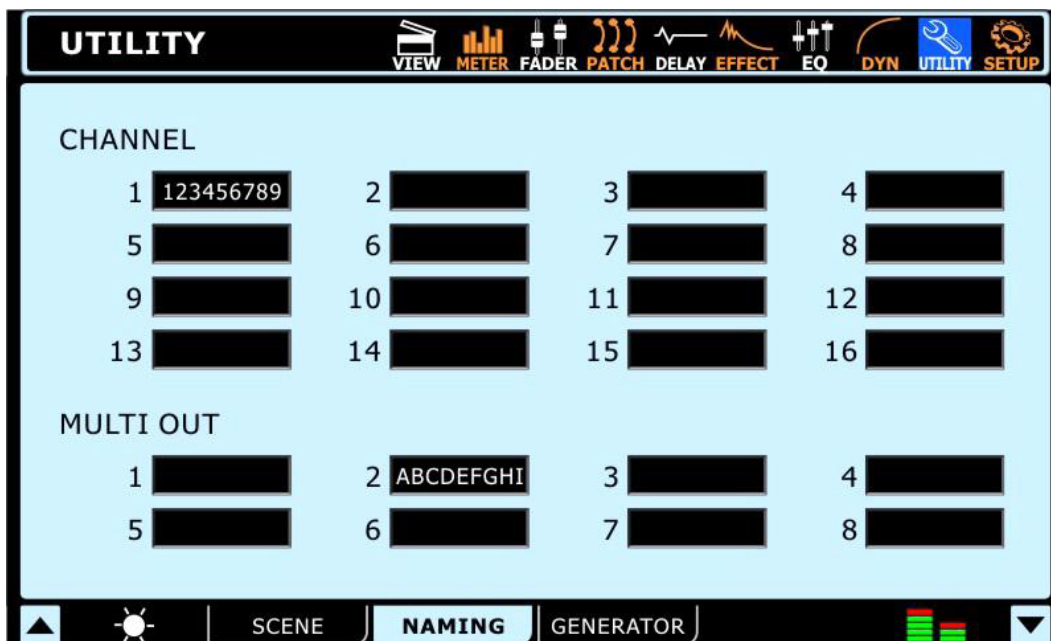 UTILITY
VIEW METER FADER PATCH DELAY EFFECT EQ DYN UTILITY SETUP
CHANNEL
1 123456789 2 3 4
5 6 7 8
9 10 11 12
13 14 15 16
MULTI OUT
1 2 ABCDEFGHI 3 4
5 6 7 8
SCENE NAMING GENERATOR